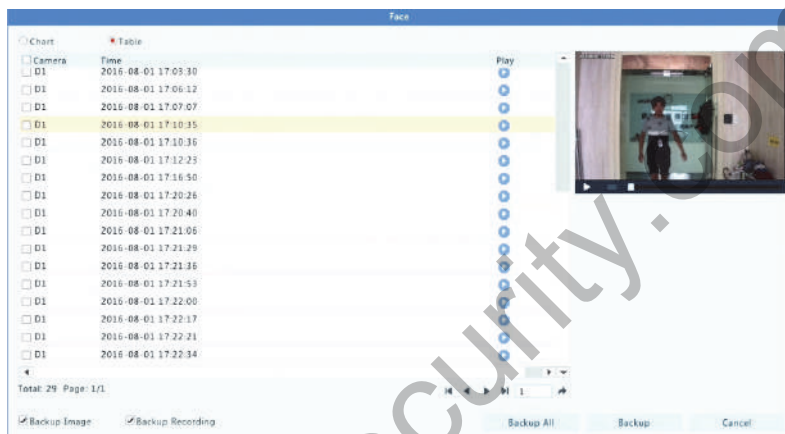 Face
Chart Table
Camera Time Play
D1 2016-08-01 17:03:30
D1 2016-08-01 17:06:12
D1 2016-08-01 17:07:07
D1 2016-08-01 17:10:35
D1 2016-08-01 17:10:36
D1 2016-08-01 17:12:23
D1 2016-08-01 17:16:50
D1 2016-08-01 17:20:26
D1 2016-08-01 17:20:40
D1 2016-08-01 17:21:06
D1 2016-08-01 17:21:29
D1 2016-08-01 17:21:36
D1 2016-08-01 17:21:53
D1 2016-08-01 17:22:00
D1 2016-08-01 17:22:17
D1 2016-08-01 17:22:21
D1 2016-08-01 17:22:34
Total: 29 Page: 1/1
1
Backup Image Backup Recording Backup All Backup Cancel
curity.com